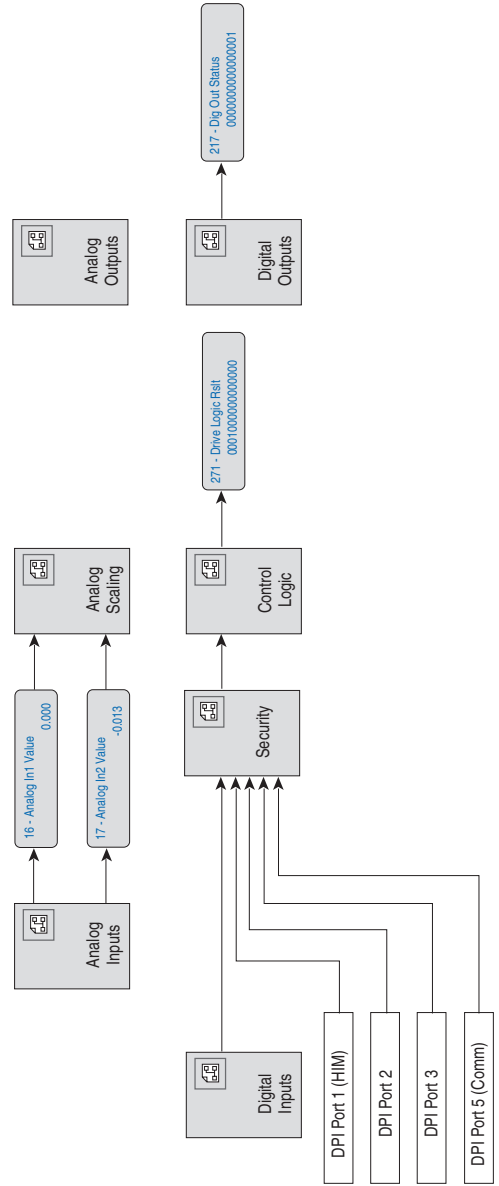 Analog
Inputs
16 - Analog In1 Value
0.000
17 - Analog In2 Value
-0.013
Analog
Scaling
Analog
Outputs
Digital
Inputs
Security
Control
Logic
271 - Drive Logic Rslt
0001000000000000
Digital
Outputs
217 - Dig Out Status
0000000000000001
DPI Port 1 (HIM)
DPI Port 2
DPI Port 3
DPI Port 5 (Comm)